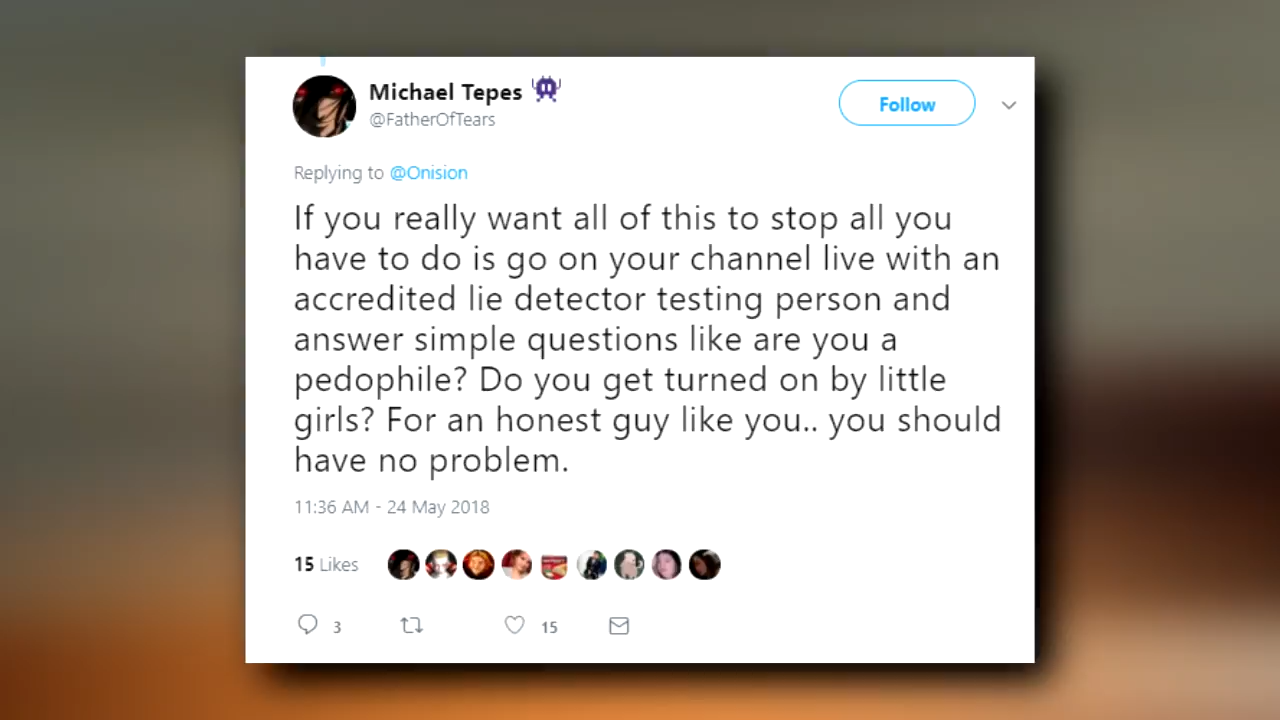 Michael Tepes
@FatherOfTears
Follow
Replying to @Onision
If you really want all of this to stop all you
have to do is go on your channel live with an
accredited lie detector testing person and
answer simple questions like are you a
pedophile? Do you get turned on by little
girls? For an honest guy like you.. you should
have no problem.
11:36 AM - 24 May 2018
15 Likes
3
15